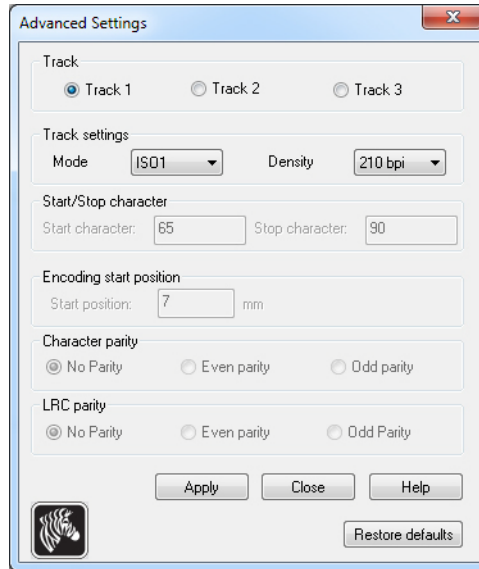 Advanced Settings
Track
Track 1 Track 2 Track 3
Track settings
Mode ISO1 Density 210 bpi
Start/Stop character
Start character: 65 Stop character: 90
Encoding start position
Start position: 7 mm
Character parity
No Parity Even parity Odd parity
LRC parity
No Parity Even parity Odd Parity
Apply Close Help
Restore defaults